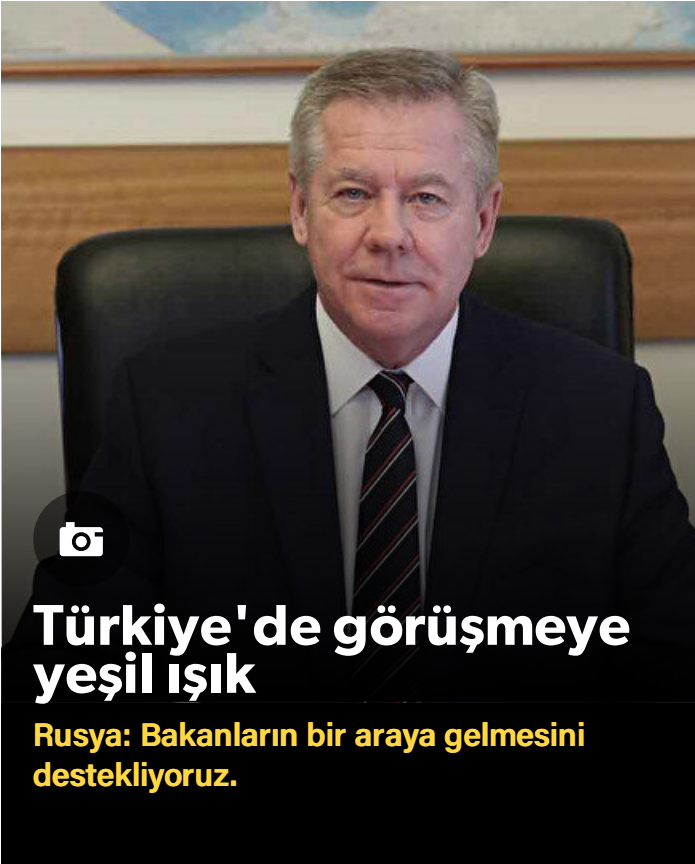 Türkiye'de görüşmeye
yeşil ışık
Rusya: Bakanların bir araya gelmesini
destekliyoruz.